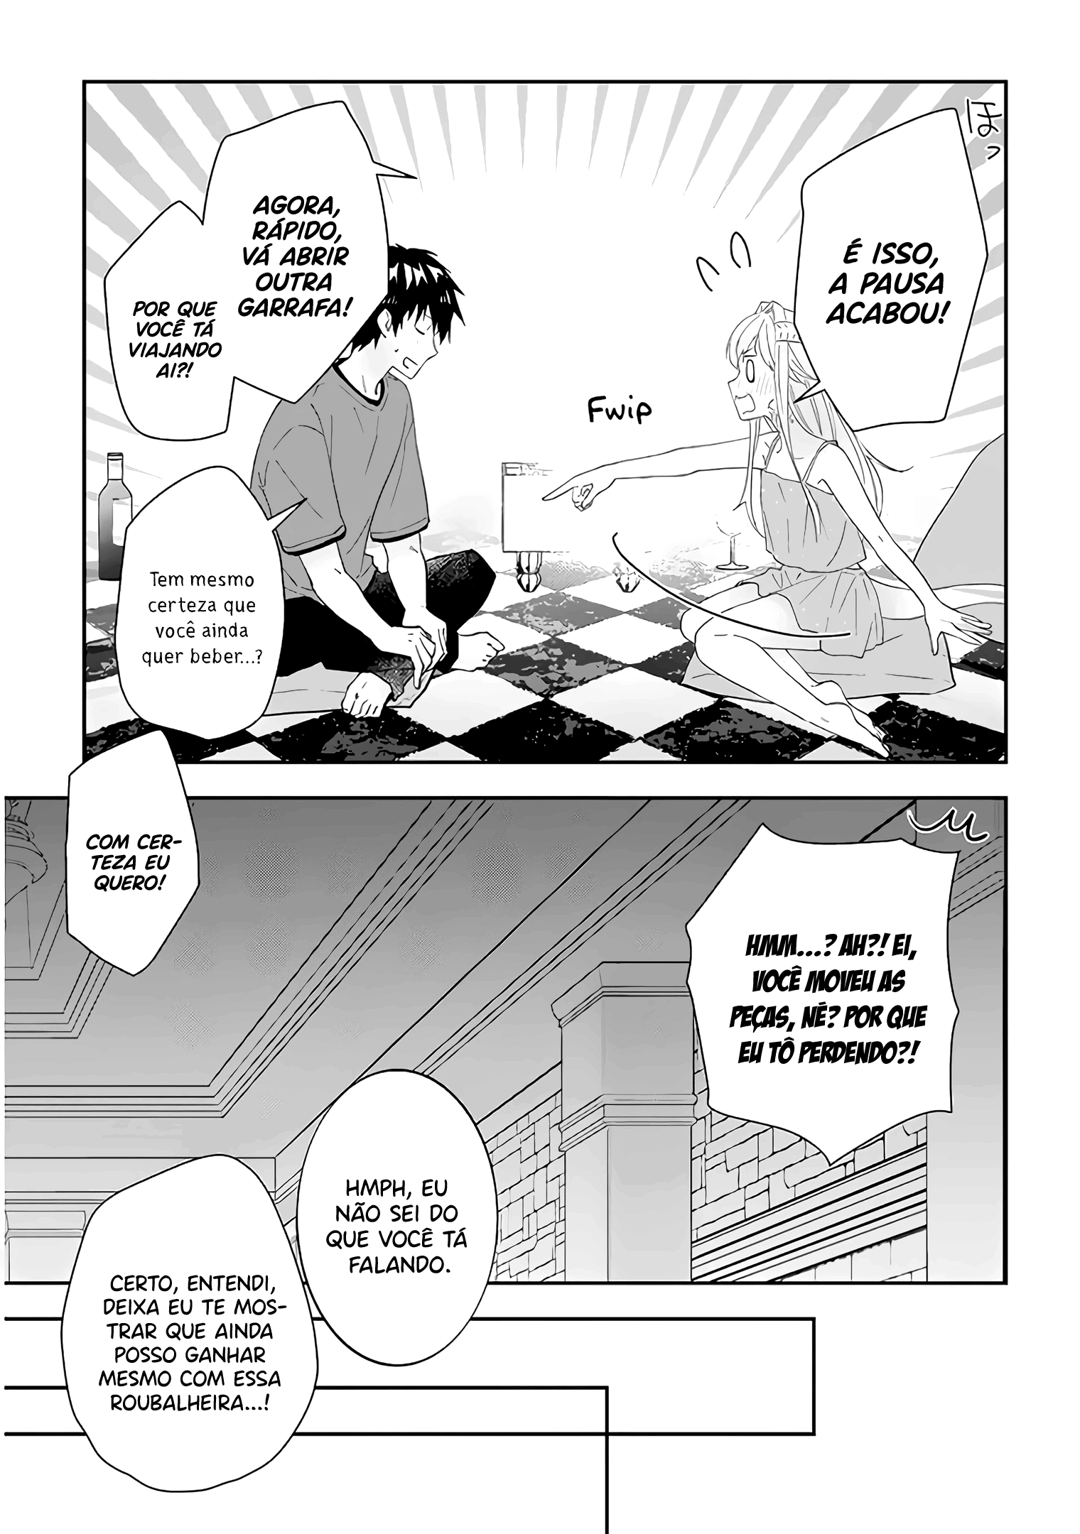 ほっ
É ISSO,
A PAUSA
ACABOU!
AGORA,
RÁPIDO,
VÁ ABRIR
OUTRA
GARRAFA!
POR QUE
VOCÊ TÁ
VIAJANDO
AI?!
Fwip
Tem mesmo
certeza que
você ainda
quer beber...?
COM CER-
TEZA EU
QUERO!
HMM...? AH?! EI,
VOCÊ MOVEU AS
PEÇAS, NÉ? POR QUE
EU TÔ PERDENDO?!
HMPH, EU
NÃO SEI DO
QUE VOCÊ TÁ
FALANDO.
CERTO, ENTENDI,
DEIXA EU TE MOS-
TRAR QUE AINDA
POSSO GANHAR
MESMO COM ESSA
ROUBALHEIRA...!